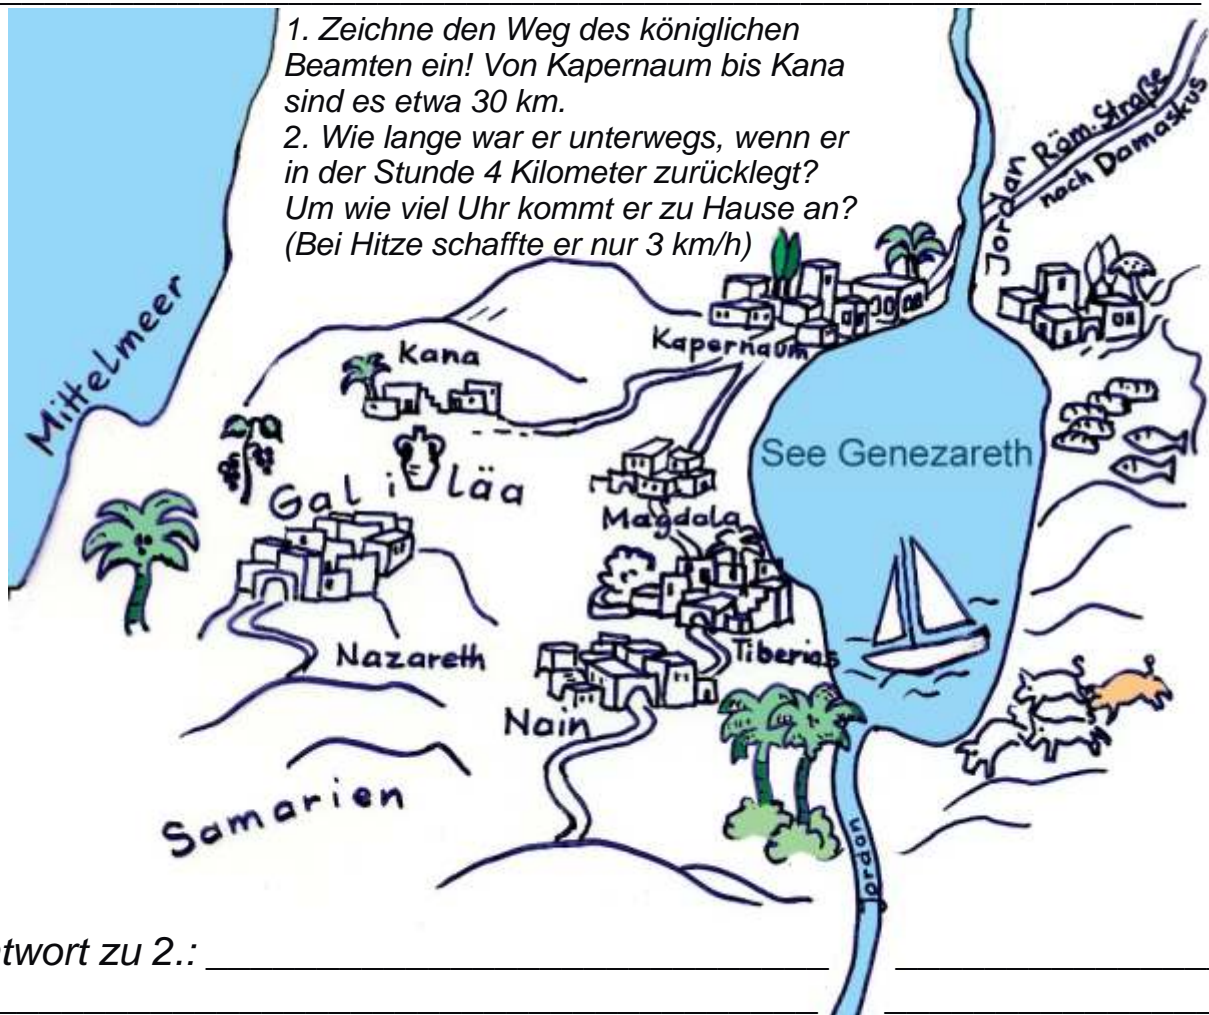 1. Zeichne den Weg des königlichen
Beamten ein! Von Kapernaum bis Kana
sind es etwa 30 km.
2. Wie lange war er unterwegs, wenn er
in der Stunde 4 Kilometer zurücklegt?
Um wie viel Uhr kommt er zu Hause an?
(Bei Hitze schaffte er nur 3 km/h)
Röm. Straße
nach Damaskus
Jordan
Mittelmeer
Kapernaum
Kana
See Genezareth
Galiläa
Magdala
Nazareth
Tiberias
Nain
Samarien
Jordan
ntwort zu 2.: